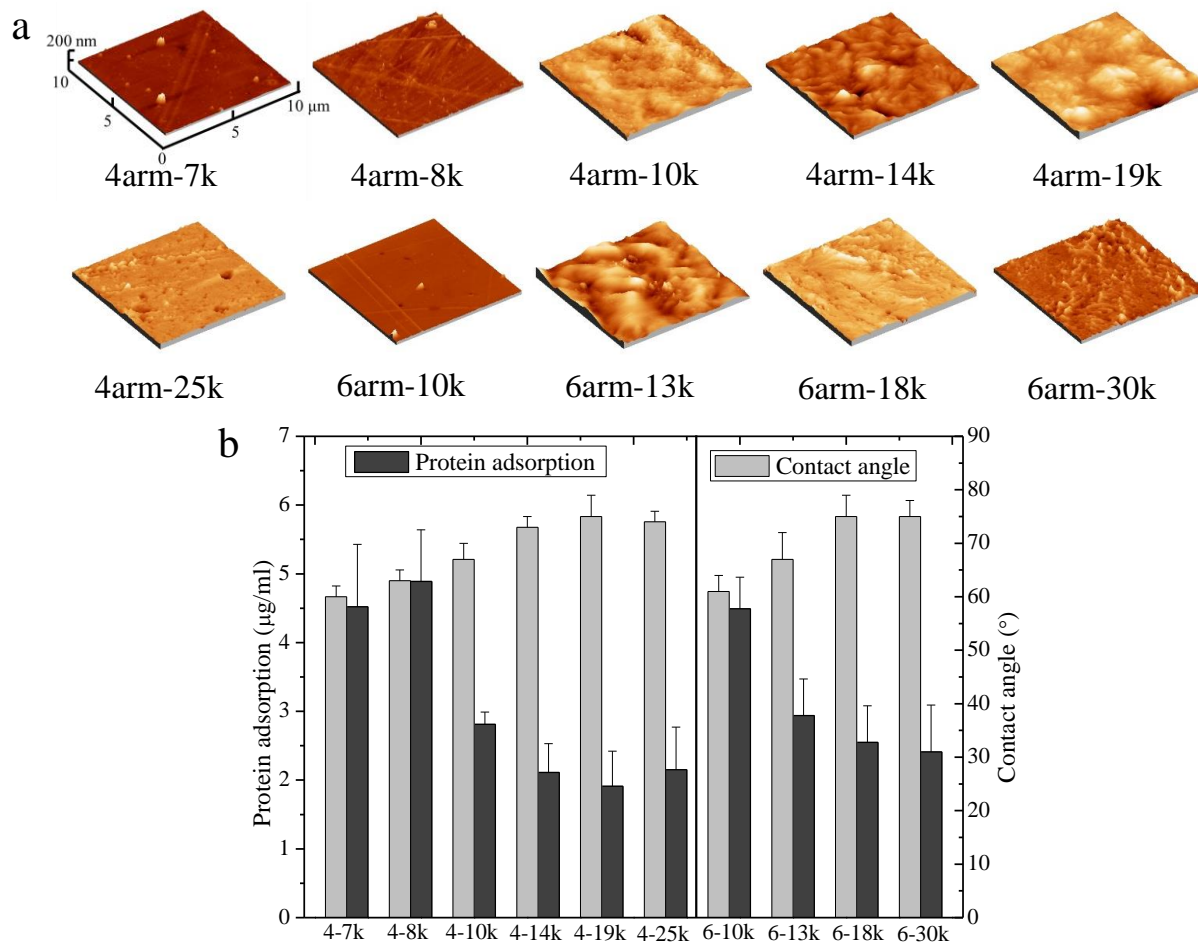 a
200 nm
10
5
0
5
10 μm
4arm-7k
4arm-8k
4arm-10k
4arm-14k
4arm-19k
4arm-25k
6arm-10k
6arm-13k
6arm-18k
6arm-30k
b
Protein adsorption
Contact angle
Protein adsorption (μg/ml)
7
6
5
4
3
2
1
0
90
80
70
60
50
40
30
20
10
0
Contact angle (°)
4-7k 4-8k 4-10k 4-14k 4-19k 4-25k 6-10k 6-13k 6-18k 6-30k